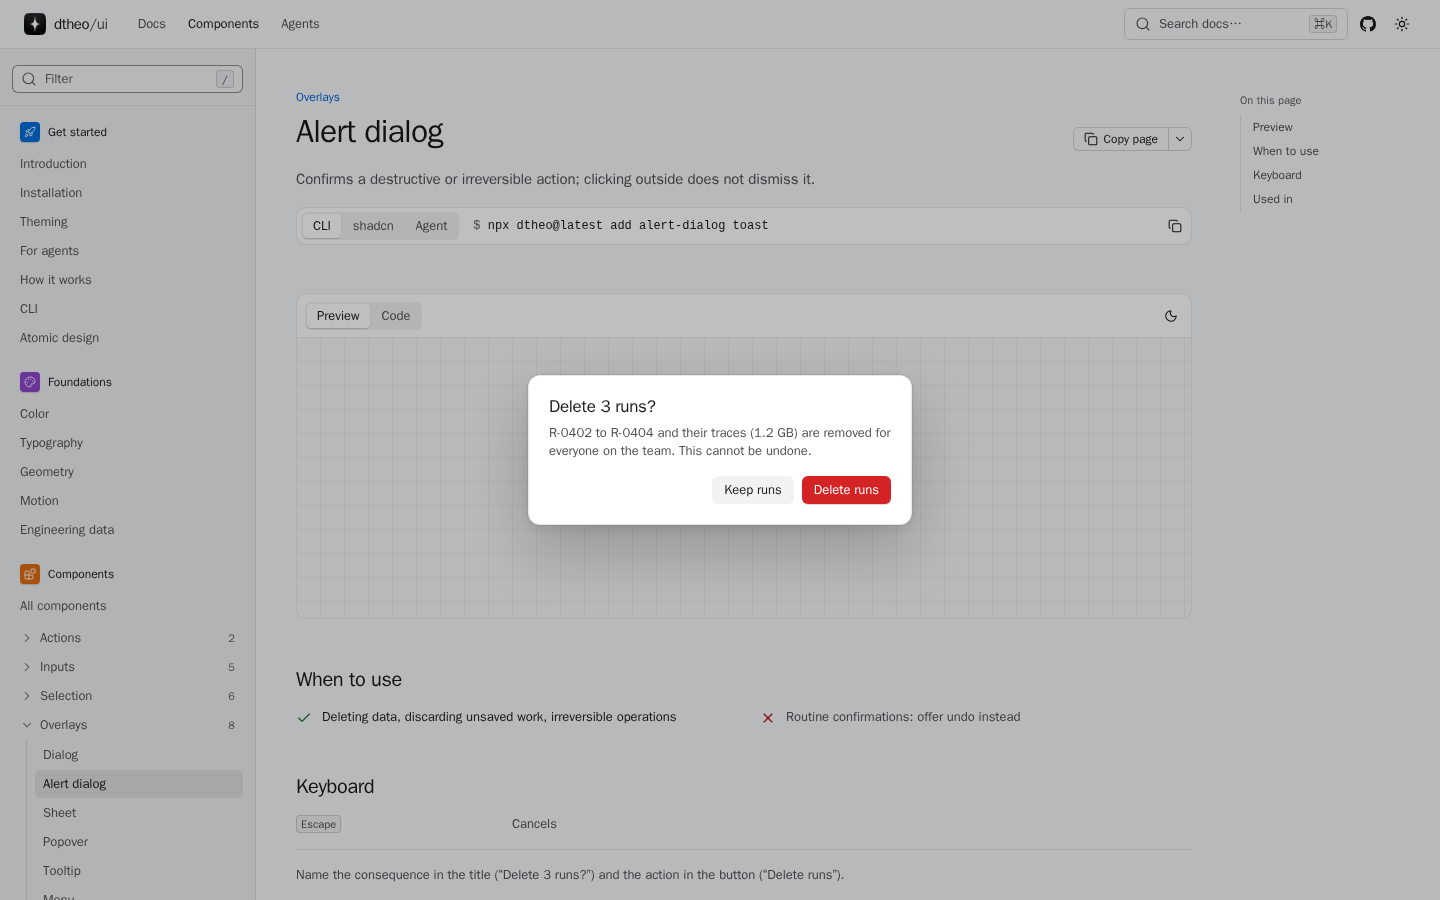 dtheo/ui
Docs
Components
Agents
Search docs···
⌘K
Filter
/
Get started
Introduction
Installation
Theming
For agents
How it works
CLI
Atomic design
Foundations
Color
Typography
Geometry
Motion
Engineering data
Components
All components
Actions 2
Inputs 5
Selection 6
Overlays 8
Dialog
Alert dialog
Sheet
Popover
Tooltip
Menu
Overlays
Alert dialog
Copy page
Confirms a destructive or irreversible action; clicking outside does not dismiss it.
CLI shadcn Agent $ npx dtheo@latest add alert-dialog toast
Preview Code
Delete 3 runs?
R-0402 to R-0404 and their traces (1.2 GB) are removed for
everyone on the team. This cannot be undone.
Keep runs Delete runs
When to use
Deleting data, discarding unsaved work, irreversible operations
Routine confirmations: offer undo instead
Keyboard
Escape Cancels
Name the consequence in the title (“Delete 3 runs?”) and the action in the button (“Delete runs”).
On this page
Preview
When to use
Keyboard
Used in